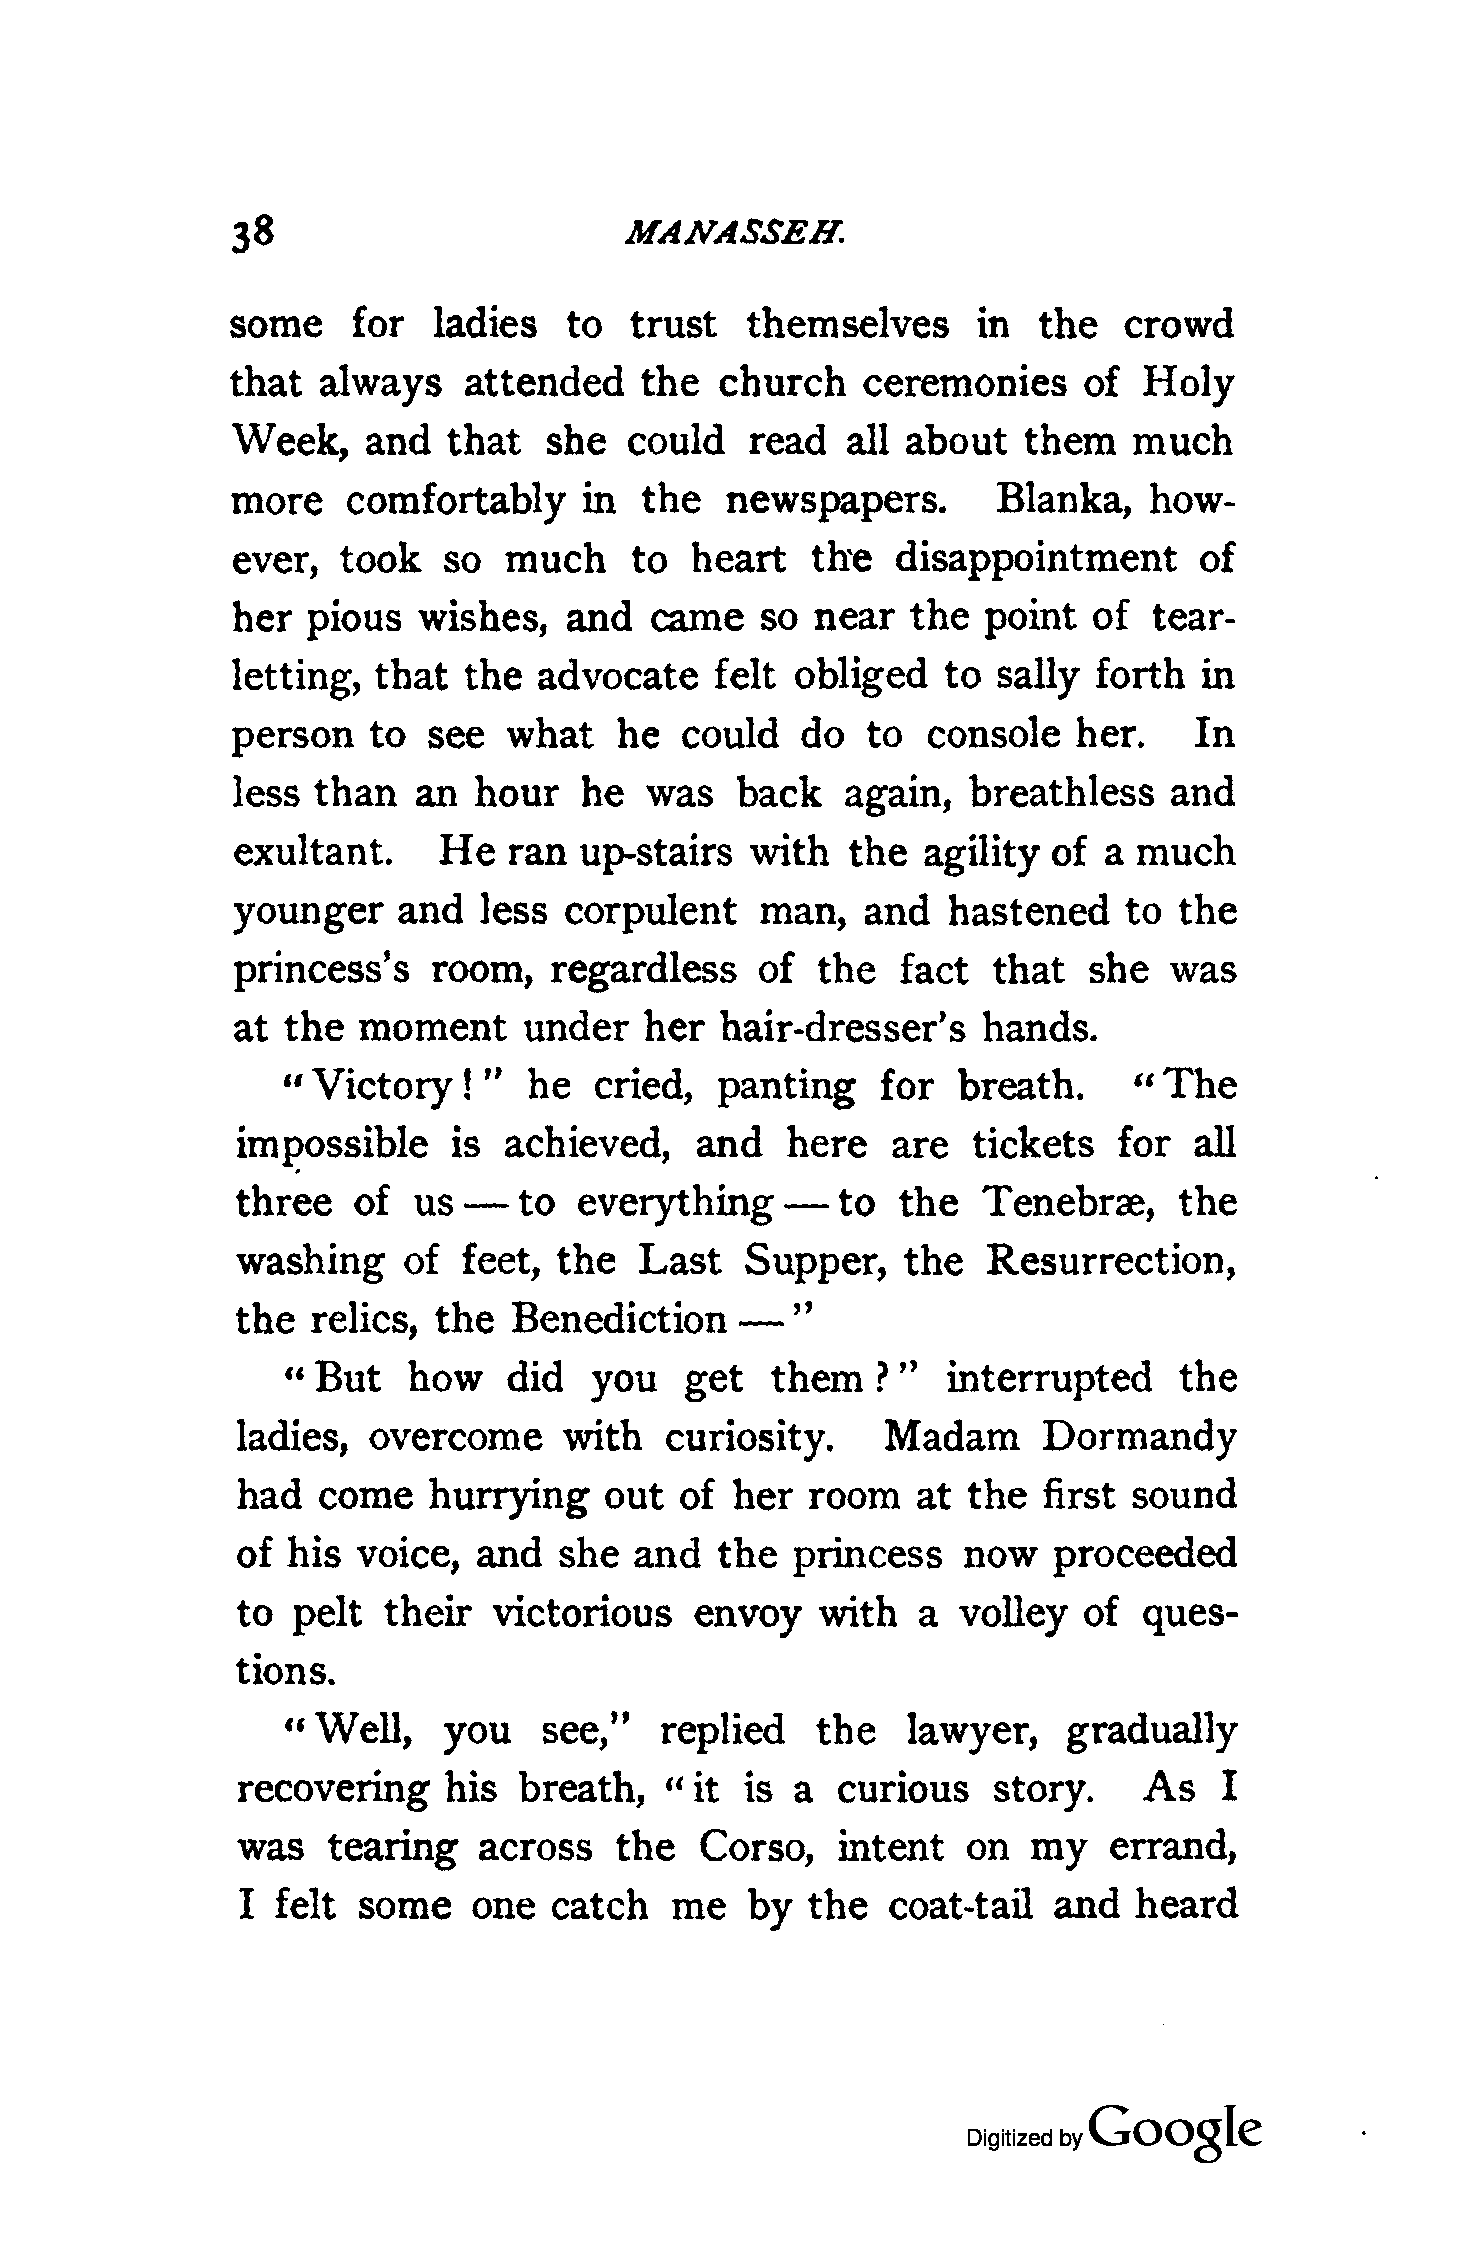 38 MANASSEH.
some for ladies to trust themselves in the crowd
that always attended the church ceremonies of Holy
Week, and that she could read all about them much
more comfortably in the newspapers. Blanka, how-
ever, took so much to heart the disappointment of
her pious wishes, and came so near the point of tear-
letting, that the advocate felt obliged to sally forth in
person to see what he could do to console her. In
less than an hour he was back again, breathless and
exultant. He ran up-stairs with the agility of a much
younger and less corpulent man, and hastened to the
princess's room, regardless of the fact that she was
at the moment under her hair-dresser's hands.
"Victory!" he cried, panting for breath. "The
impossible is achieved, and here are tickets for all
three of us — to everything — to the Tenebræ, the
washing of feet, the Last Supper, the Resurrection,
the relics, the Benediction — "
"But how did you get them?" interrupted the
ladies, overcome with curiosity. Madam Dormandy
had come hurrying out of her room at the first sound
of his voice, and she and the princess now proceeded
to pelt their victorious envoy with a volley of ques-
tions.
"Well, you see," replied the lawyer, gradually
recovering his breath, "it is a curious story. As I
was tearing across the Corso, intent on my errand,
I felt some one catch me by the coat-tail and heard
Digitized by Google